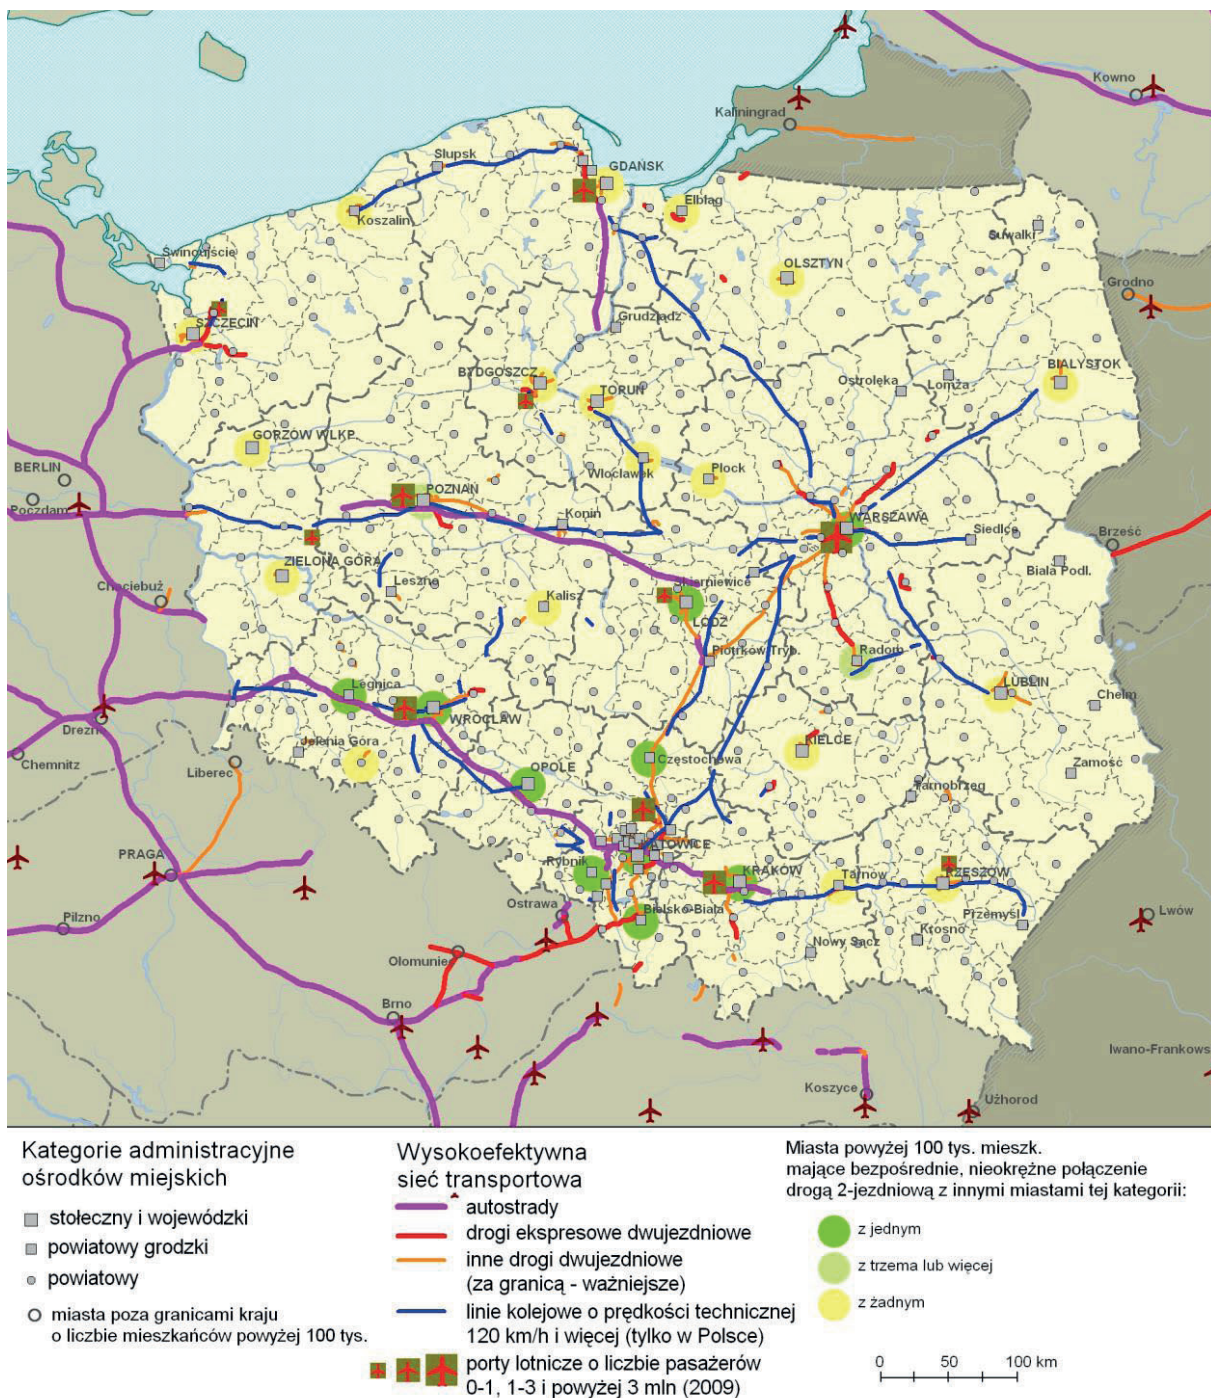 Kowno
Kaliningrad
Słupsk
GDAŃSK
Koszalin
Elbląg
Świnoujście
Suwałki
OLSZTYN
Grodno
SZCZECIN
Grudziądz
BYDGOSZCZ
TORUŃ
Ostrołęka
Łomża
BIAŁYSTOK
GORZÓW WLKP.
BERLIN
Włocławek
Płock
POZNAŃ
Poczdam
Konin
WARSZAWA
Siedlce
Brześć
ZIELONA GÓRA
Biała Podl.
Chociebuż
Leszno
Kalisz
Skierniewice
ŁÓDŹ
Piotrków Tryb.
Radom
Legnica
LUBLIN
Chełm
WROCŁAW
Drezno
Jelenia Góra
KIELCE
Chemnitz
Liberec
OPOLE
Częstochowa
Zamość
Tarnobrzeg
PRAGA
KATOWICE
Rybnik
KRAKÓW
Tarnów
RZESZÓW
Ostrawa
Bielsko-Biała
Przemyśl
Lwów
Pilzno
Nowy Sącz
Krosno
Ołomuniec
Brno
Iwano-Frankows
Koszyce
Użhorod
Kategorie administracyjne
ośrodków miejskich
stołeczny i wojewódzki
powiatowy grodzki
powiatowy
miasta poza granicami kraju
o liczbie mieszkańców powyżej 100 tys.
Wysokoefektywna
sieć transportowa
autostrady
drogi ekspresowe dwujezdniowe
inne drogi dwujezdniowe
(za granicą - ważniejsze)
linie kolejowe o prędkości technicznej
120 km/h i więcej (tylko w Polsce)
porty lotnicze o liczbie pasażerów
0-1, 1-3 i powyżej 3 mln (2009)
Miasta powyżej 100 tys. mieszk.
mające bezpośrednie, nieokrężne połączenie
drogą 2-jezdniową z innymi miastami tej kategorii:
z jednym
z trzema lub więcej
z żadnym
0 50 100 km